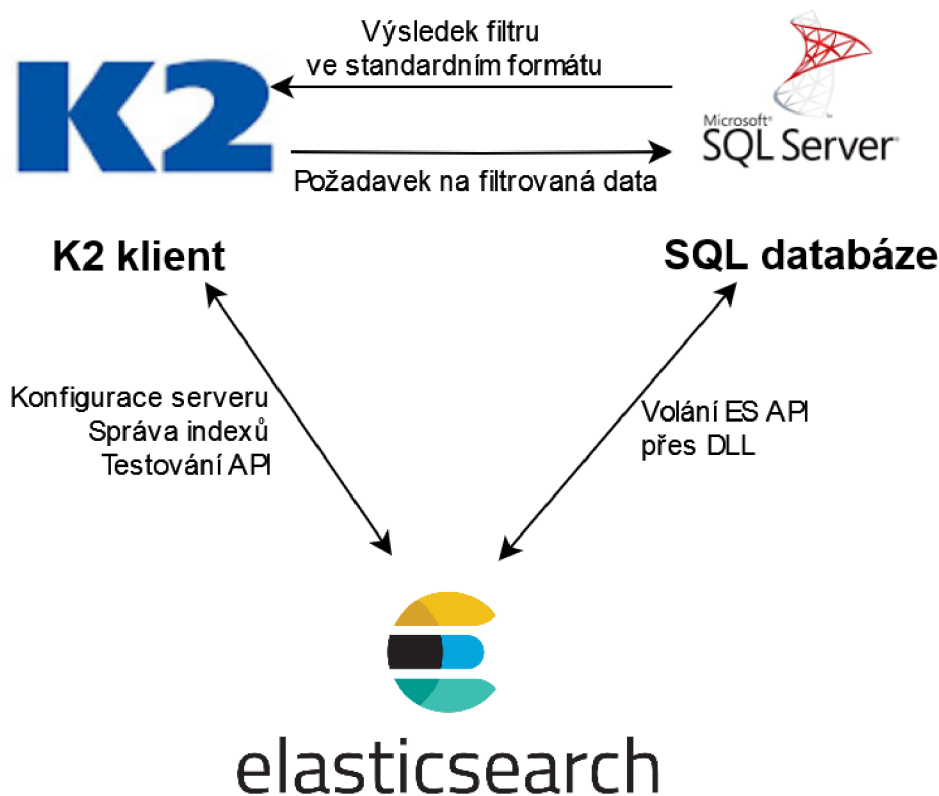 Výsledek filtru
ve standardním formátu
K2
Microsoft®
SQL Server®
Požadavek na filtrovaná data
K2 klient
SQL databáze
Konfigurace serveru
Správa indexů
Testování API
Volání ES API
přes DLL
elasticsearch